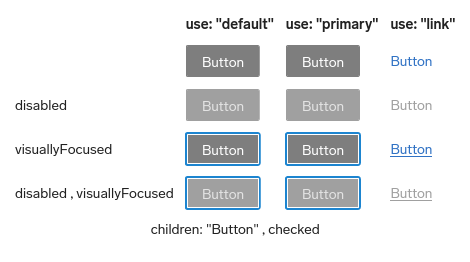 use: "default" use: "primary" use: "link"
Button Button Button
disabled Button Button Button
visuallyFocused Button Button Button
disabled , visuallyFocused Button Button Button
children: "Button" , checked